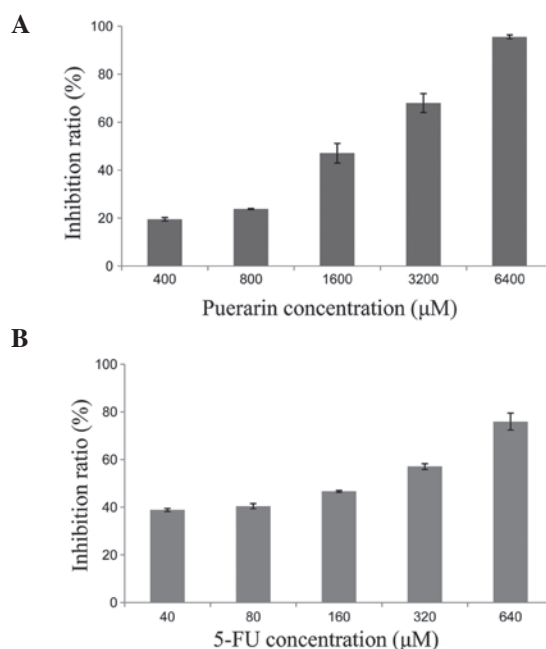 A
100
80
60
40
20
0
Inhibition ratio (%)
400 800 1600 3200 6400
Puerarin concentration (μM)
B
100
80
60
40
20
0
Inhibition ratio (%)
40 80 160 320 640
5-FU concentration (μM)